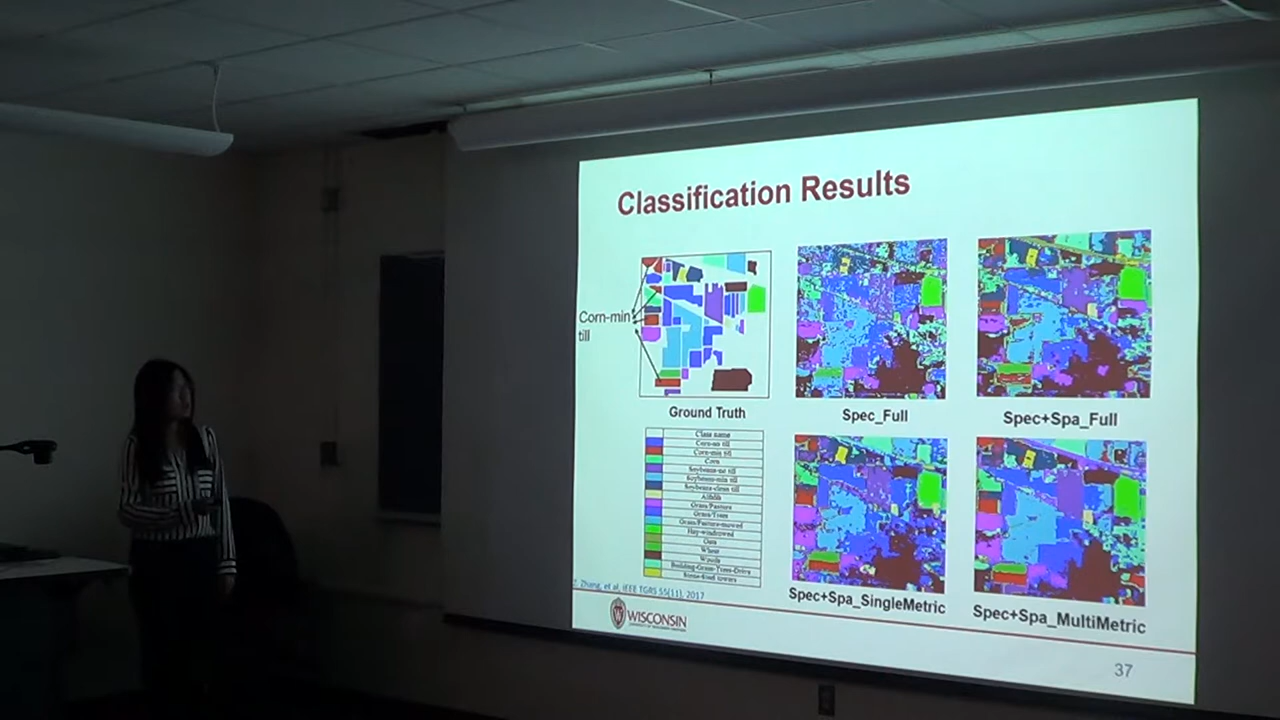 Classification Results
Corn-min
till
Ground Truth
Spec_Full
Spec+Spa_Full
Class name
Corn-no till
Corn-min till
Corn
Soybeans-no till
Soybeans-min till
Soybeans-clean till
Alfalfa
Grass/Pasture
Grass/Trees
Grass/Pasture-mowed
Hay-windrowed
Oats
Wheat
Woods
Building-Grass-Trees-Drive
Stone-steel towers
Spec+Spa_SingleMetric
Spec+Spa_MultiMetric
Zhang, et al, IEEE TGRS 55(11), 2017
WISCONSIN
37